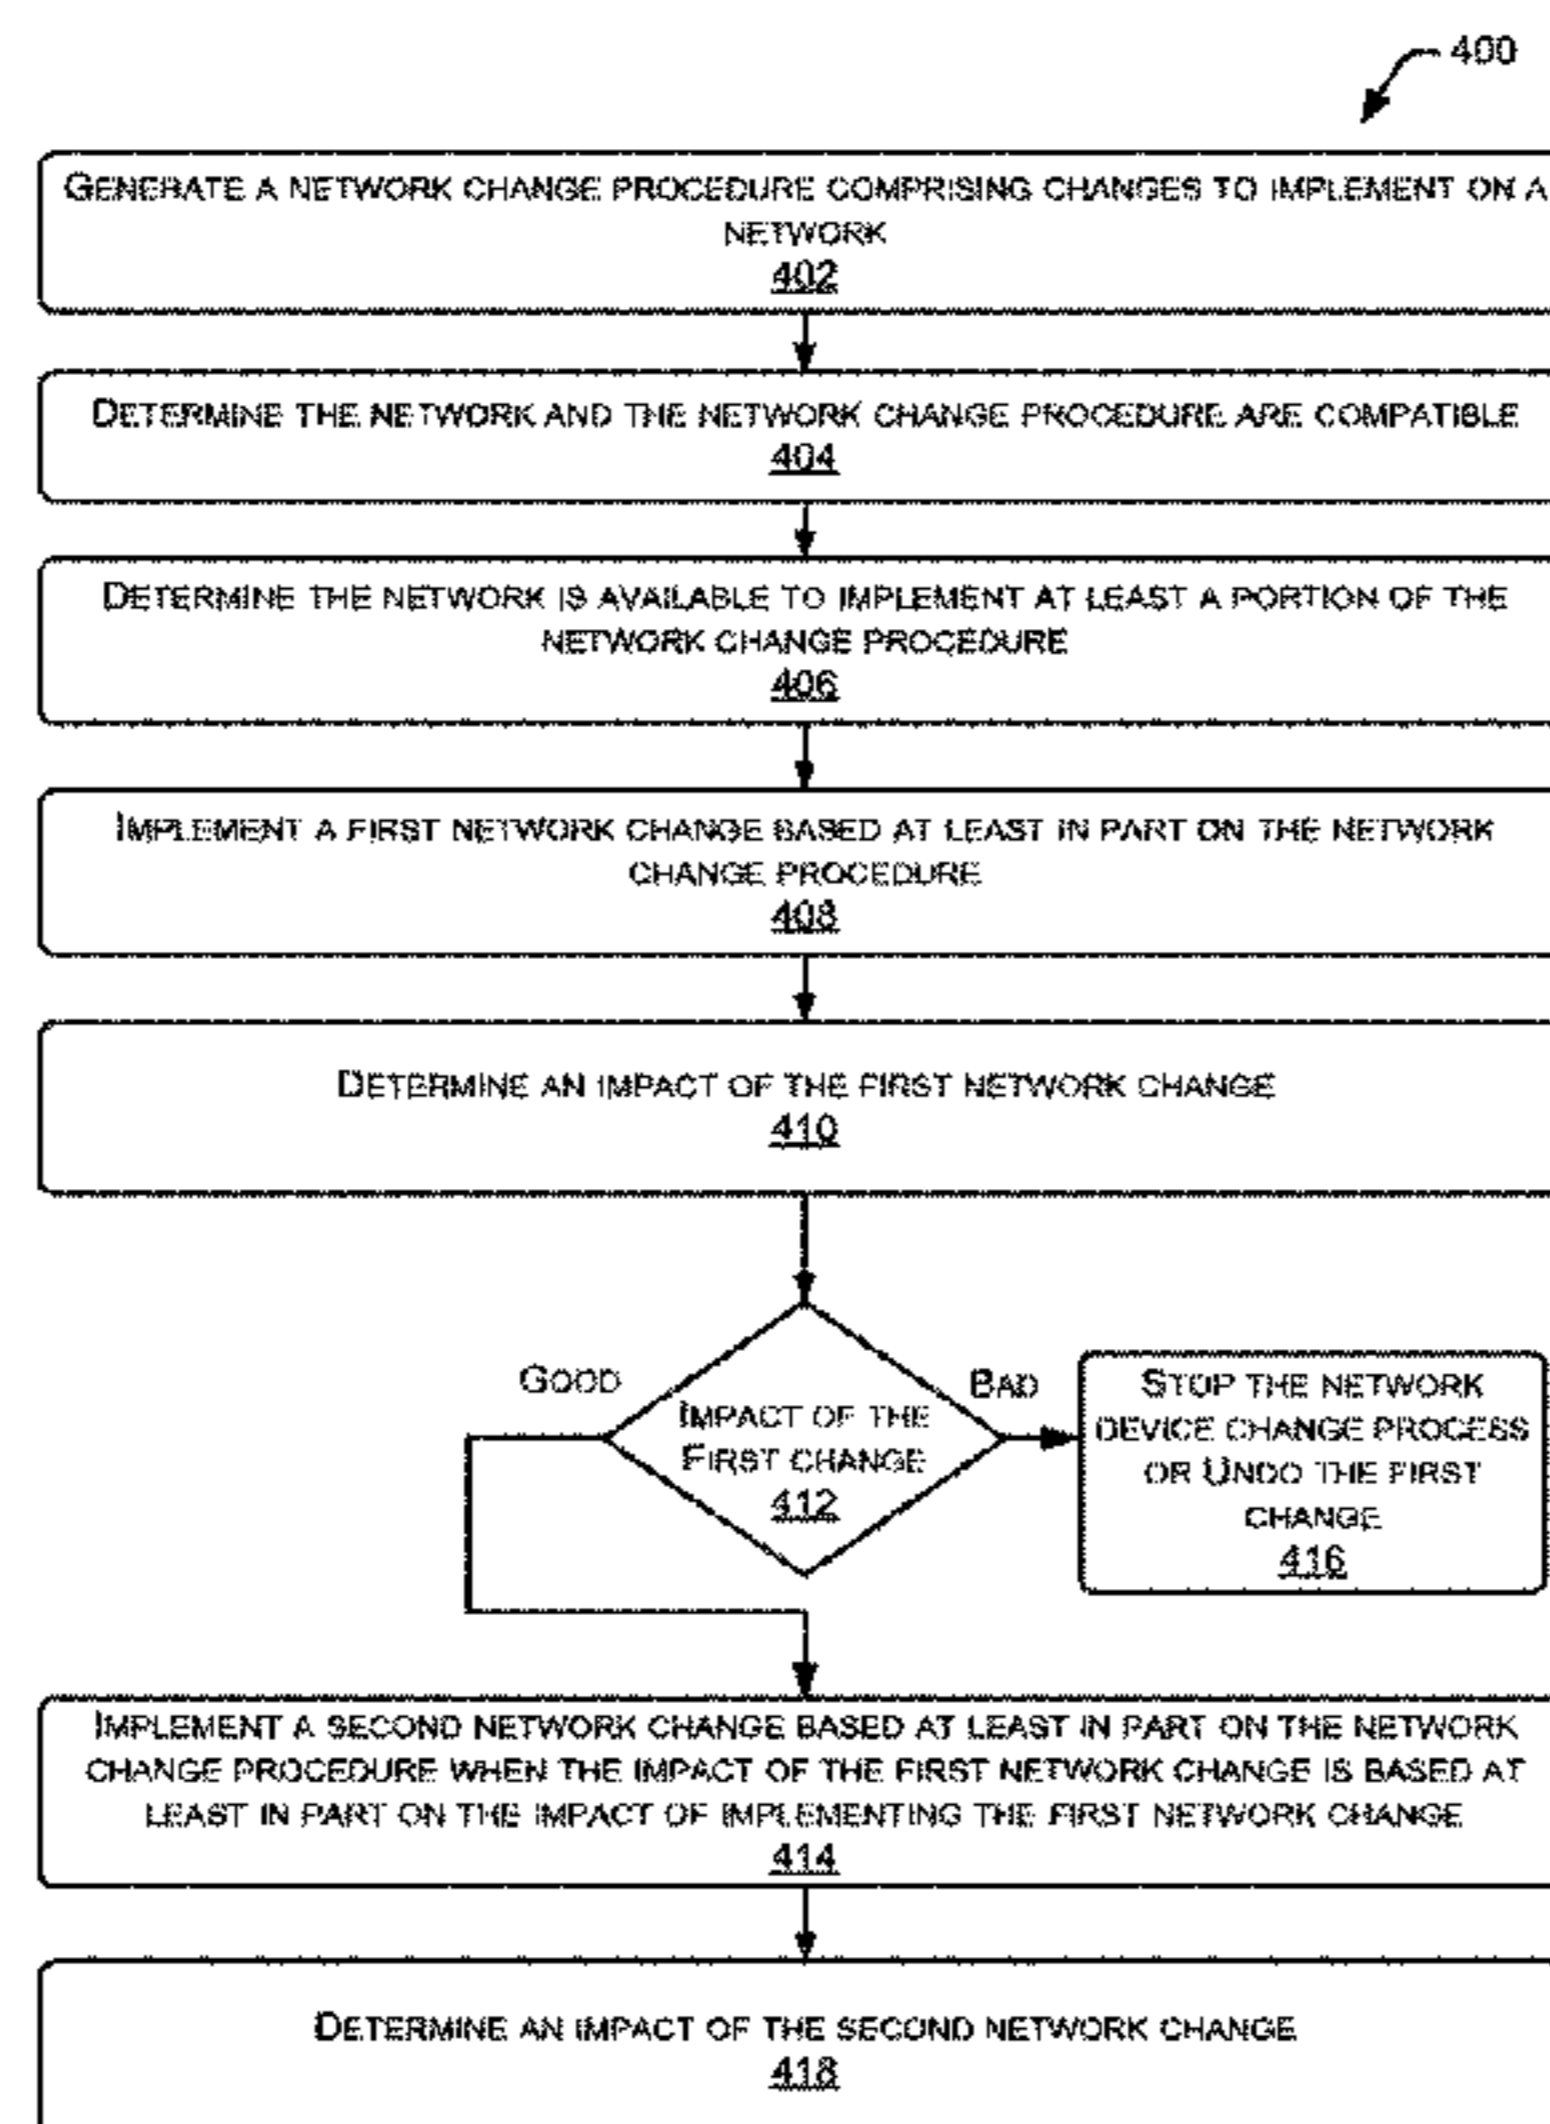 400
GENERATE A NETWORK CHANGE PROCEDURE COMPRISING CHANGES TO IMPLEMENT ON A
NETWORK
402
DETERMINE THE NETWORK AND THE NETWORK CHANGE PROCEDURE ARE COMPATIBLE
404
DETERMINE THE NETWORK IS AVAILABLE TO IMPLEMENT AT LEAST A PORTION OF THE
NETWORK CHANGE PROCEDURE
406
IMPLEMENT A FIRST NETWORK CHANGE BASED AT LEAST IN PART ON THE NETWORK
CHANGE PROCEDURE
408
DETERMINE AN IMPACT OF THE FIRST NETWORK CHANGE
410
GOOD
BAD
IMPACT OF THE
FIRST CHANGE
412
STOP THE NETWORK
DEVICE CHANGE PROCESS
OR UNDO THE FIRST
CHANGE
416
IMPLEMENT A SECOND NETWORK CHANGE BASED AT LEAST IN PART ON THE NETWORK
CHANGE PROCEDURE WHEN THE IMPACT OF THE FIRST NETWORK CHANGE IS BASED AT
LEAST IN PART ON THE IMPACT OF IMPLEMENTING THE FIRST NETWORK CHANGE
414
DETERMINE AN IMPACT OF THE SECOND NETWORK CHANGE
418